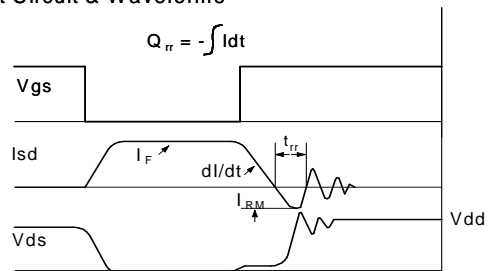 t Circuit & Waveforms
Q rr = - ∫ Idt
Vgs
Isd
I F
dI/dt
t rr
I RM
Vdd
Vds